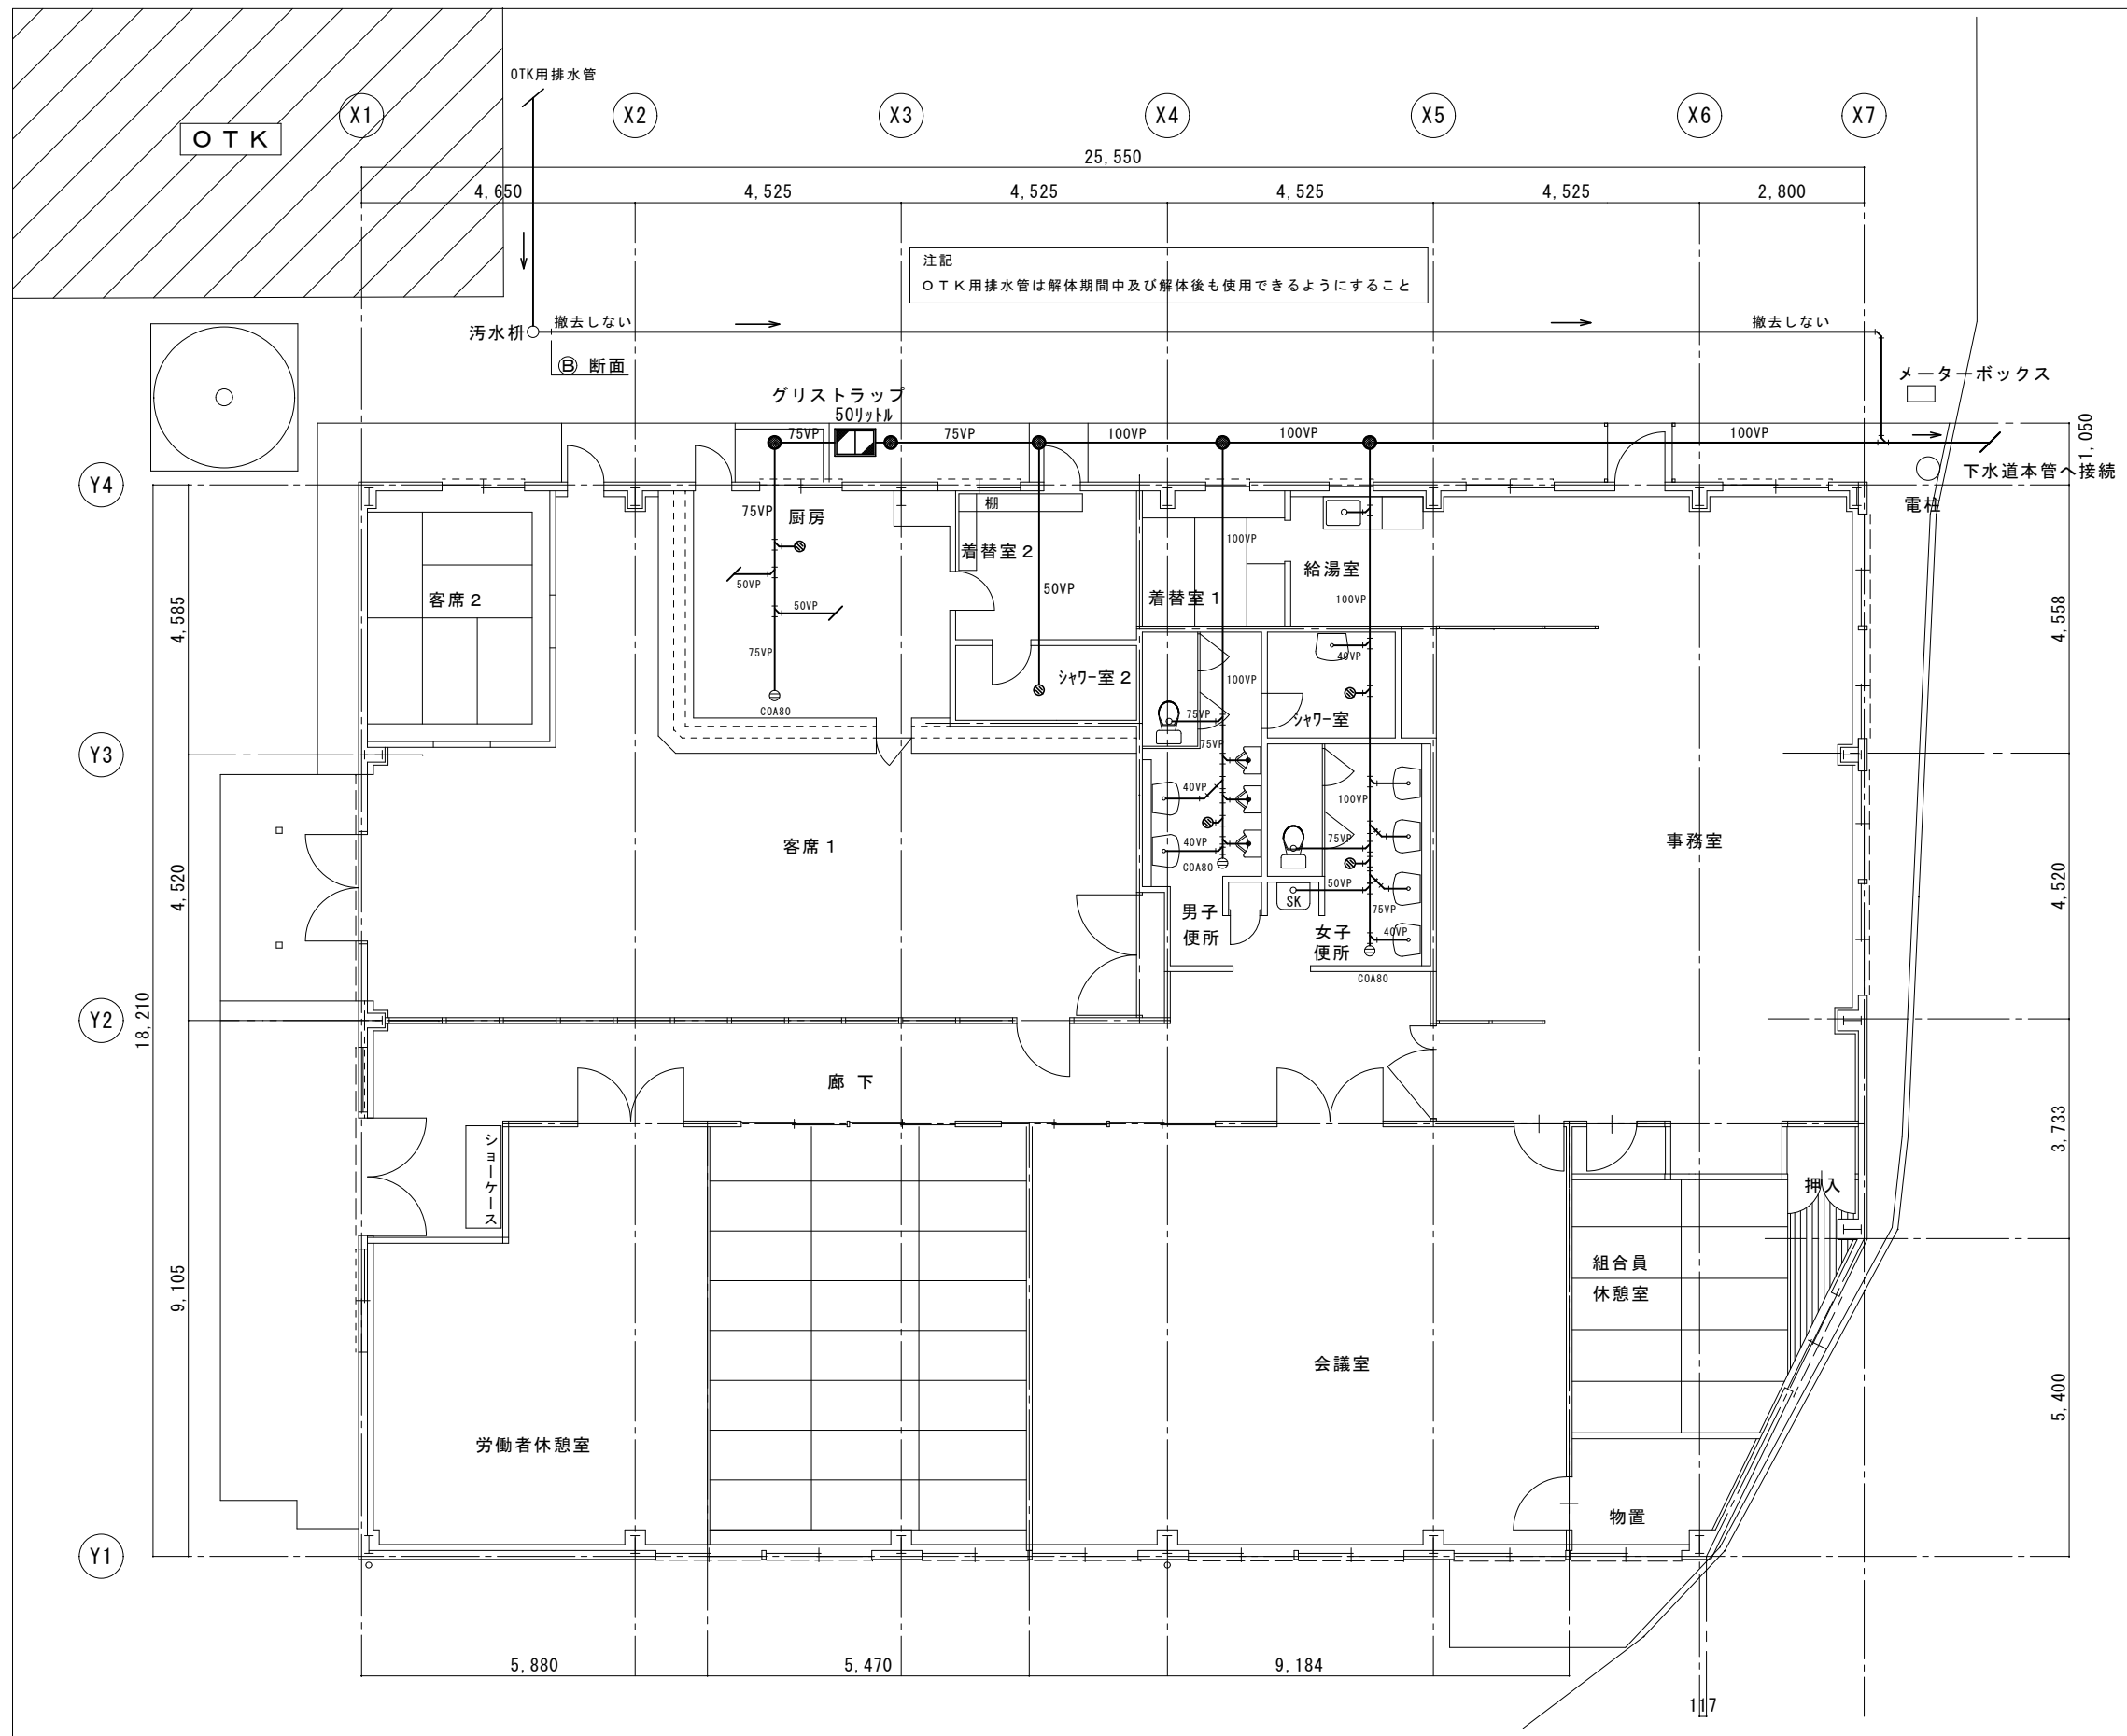 OTK用排水管
X1
X2
X3
X4
X5
X6
X7
ＯＴＫ
25,550
4,650
4,525
4,525
4,525
4,525
2,800
注記
ＯＴＫ用排水管は解体期間中及び解体後も使用できるようにすること
汚水枡
撤去しない
撤去しない
Ⓑ 断面
メーターボックス
グリストラップ
50リットル
75VP
75VP
100VP
100VP
100VP
1,050
下水道本管へ接続
電柱
Y4
棚
75VP
厨房
着替室２
100VP
給湯室
50VP
50VP
50VP
客席２
着替室１
100VP
4,585
4,558
75VP
40VP
シャワー室２
100VP
COA80
75VP
シャワー室
75VP
Y3
40VP
100VP
客席１
75VP
事務室
40VP
COA80
4,520
4,520
50VP
SK
75VP
男子
便所
女子
便所
40VP
COA80
18,210
Y2
廊下
3,733
ショーケース
押入
9,105
組合員
休憩室
会議室
5,400
労働者休憩室
物置
Y1
5,880
5,470
9,184
117